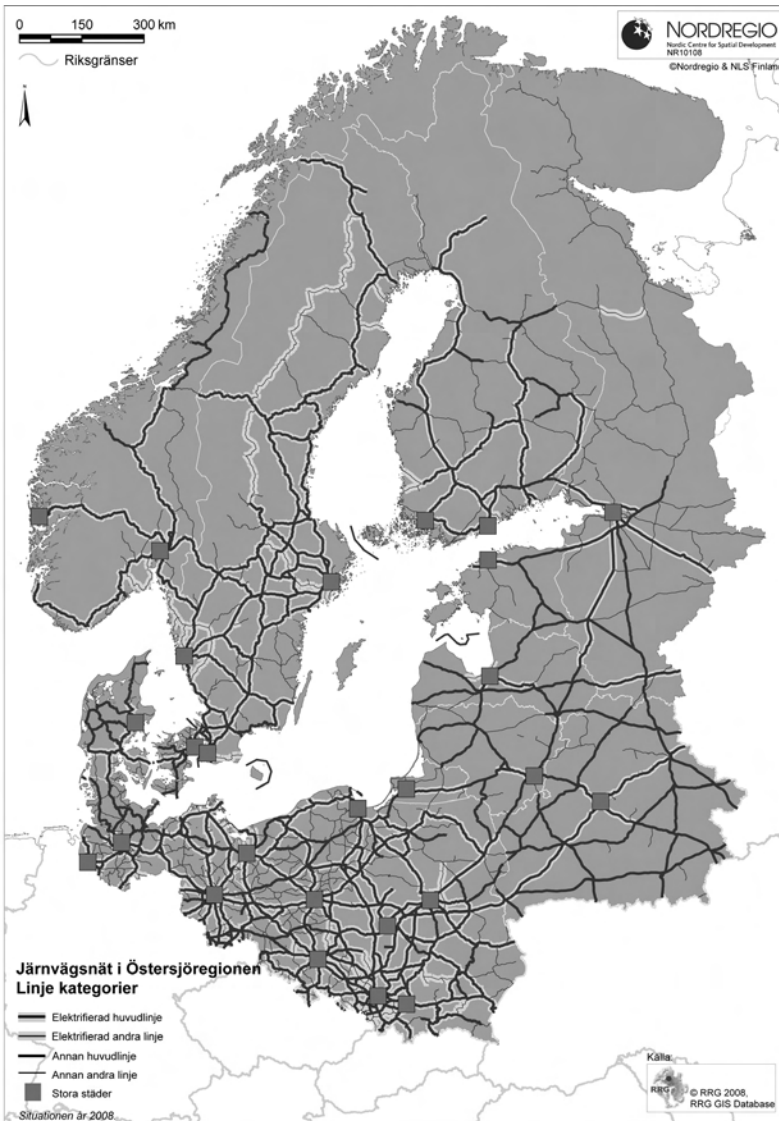 0 150 300 km
Riksgränser
N
NORDREGIO
Nordic Centre for Spatial Development
NR10108
©Nordregio & NLS Finland
Järnvägsnät i Östersjöregionen
Linje kategorier
Elektrifierad huvudlinje
Elektrifierad andra linje
Annan huvudlinje
Annan andra linje
Stora städer
Situationen år 2008
Källa:
RRG
© RRG 2008,
RRG GIS Database